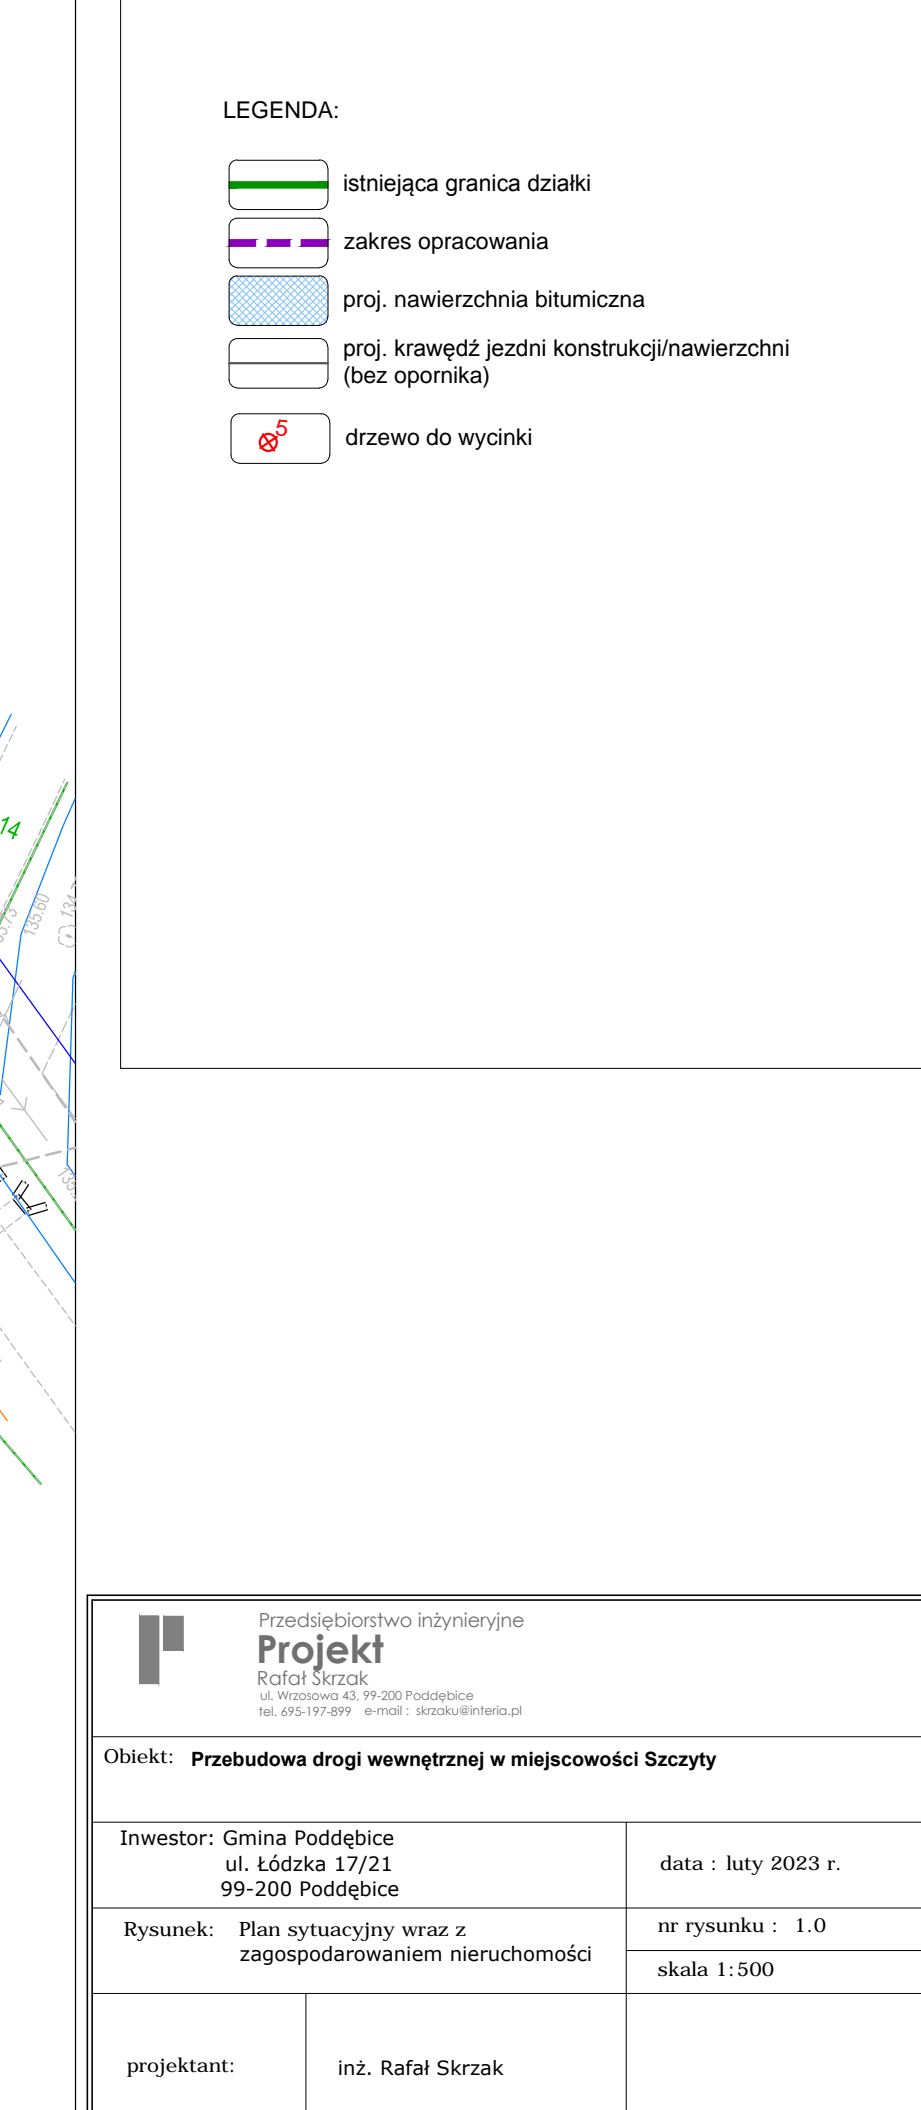 LEGENDA:
istniejąca granica działki
zakres opracowania
proj. nawierzchnia bitumiczna
proj. krawędź jezdni konstrukcji/nawierzchni
(bez opornika)
5
drzewo do wycinki
14
135.60
Przedsiębiorstwo inżynieryjne
Projekt
Rafał Skrzak
ul. Wrzosowa 43, 99-200 Poddębice
tel. 695-197-899 e-mail : skrzaku@interia.pl
Obiekt: Przebudowa drogi wewnętrznej w miejscowości Szczyty
Inwestor: Gmina Poddębice
ul. Łódzka 17/21
99-200 Poddębice
data : luty 2023 r.
Rysunek: Plan sytuacyjny wraz z
zagospodarowaniem nieruchomości
nr rysunku : 1.0
skala 1:500
projektant:
inż. Rafał Skrzak